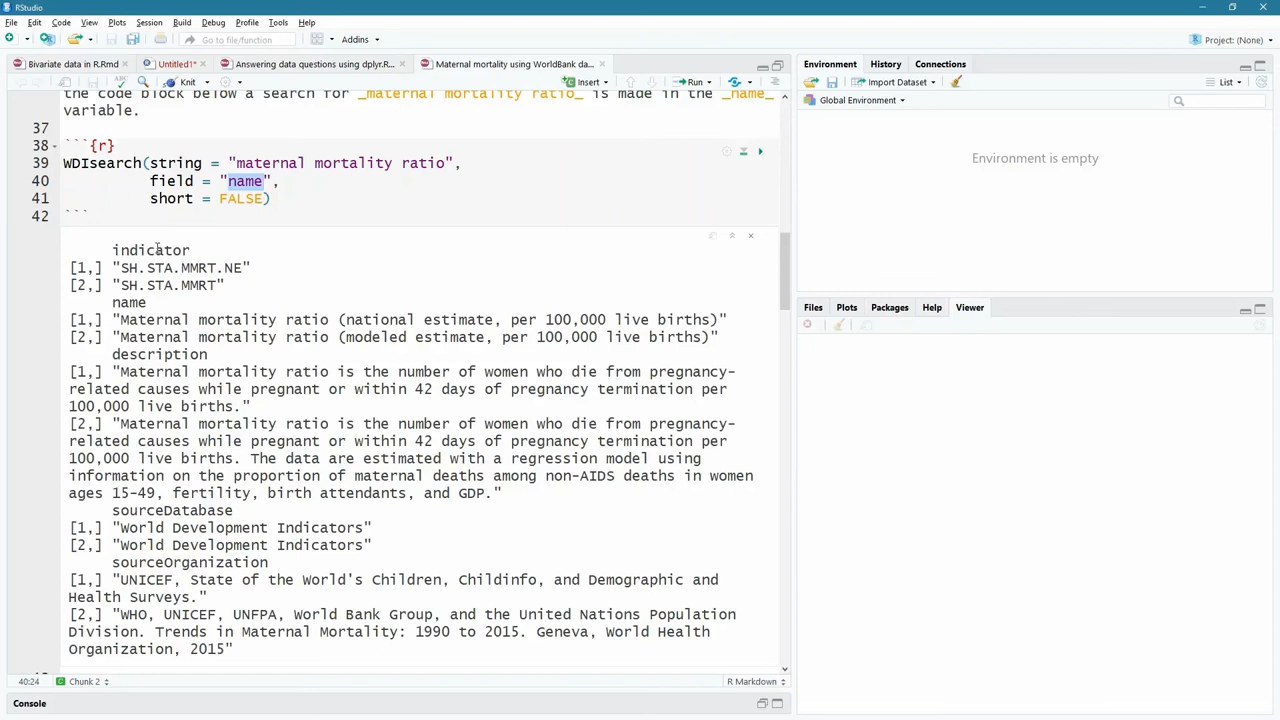 RStudio
File Edit Code View Plots Session Build Debug Profile Tools Help
Go to file/function Addins Project: (None)
Bivariate data in R.Rmd Untitled1* Answering data questions using dplyr.R... Maternal mortality using WorldBank da...
Knit Insert Run
the code block below a search for _maternal mortality ratio_ is made in the _name_
variable.
37
38 ```{r}
39 WDIsearch(string = "maternal mortality ratio",
40 field = "name",
41 short = FALSE)
42 ```
indicator
[1,] "SH.STA.MMRT.NE"
[2,] "SH.STA.MMRT"
name
[1,] "Maternal mortality ratio (national estimate, per 100,000 live births)"
[2,] "Maternal mortality ratio (modeled estimate, per 100,000 live births)"
description
[1,] "Maternal mortality ratio is the number of women who die from pregnancy-
related causes while pregnant or within 42 days of pregnancy termination per
100,000 live births."
[2,] "Maternal mortality ratio is the number of women who die from pregnancy-
related causes while pregnant or within 42 days of pregnancy termination per
100,000 live births. The data are estimated with a regression model using
information on the proportion of maternal deaths among non-AIDS deaths in women
ages 15-49, fertility, birth attendants, and GDP."
sourceDatabase
[1,] "World Development Indicators"
[2,] "World Development Indicators"
sourceOrganization
[1,] "UNICEF, State of the World's Children, Childinfo, and Demographic and
Health Surveys."
[2,] "WHO, UNICEF, UNFPA, World Bank Group, and the United Nations Population
Division. Trends in Maternal Mortality: 1990 to 2015. Geneva, World Health
Organization, 2015"
40:24 Chunk 2 R Markdown
Console
Environment History Connections
Import Dataset List
Global Environment
Environment is empty
Files Plots Packages Help Viewer